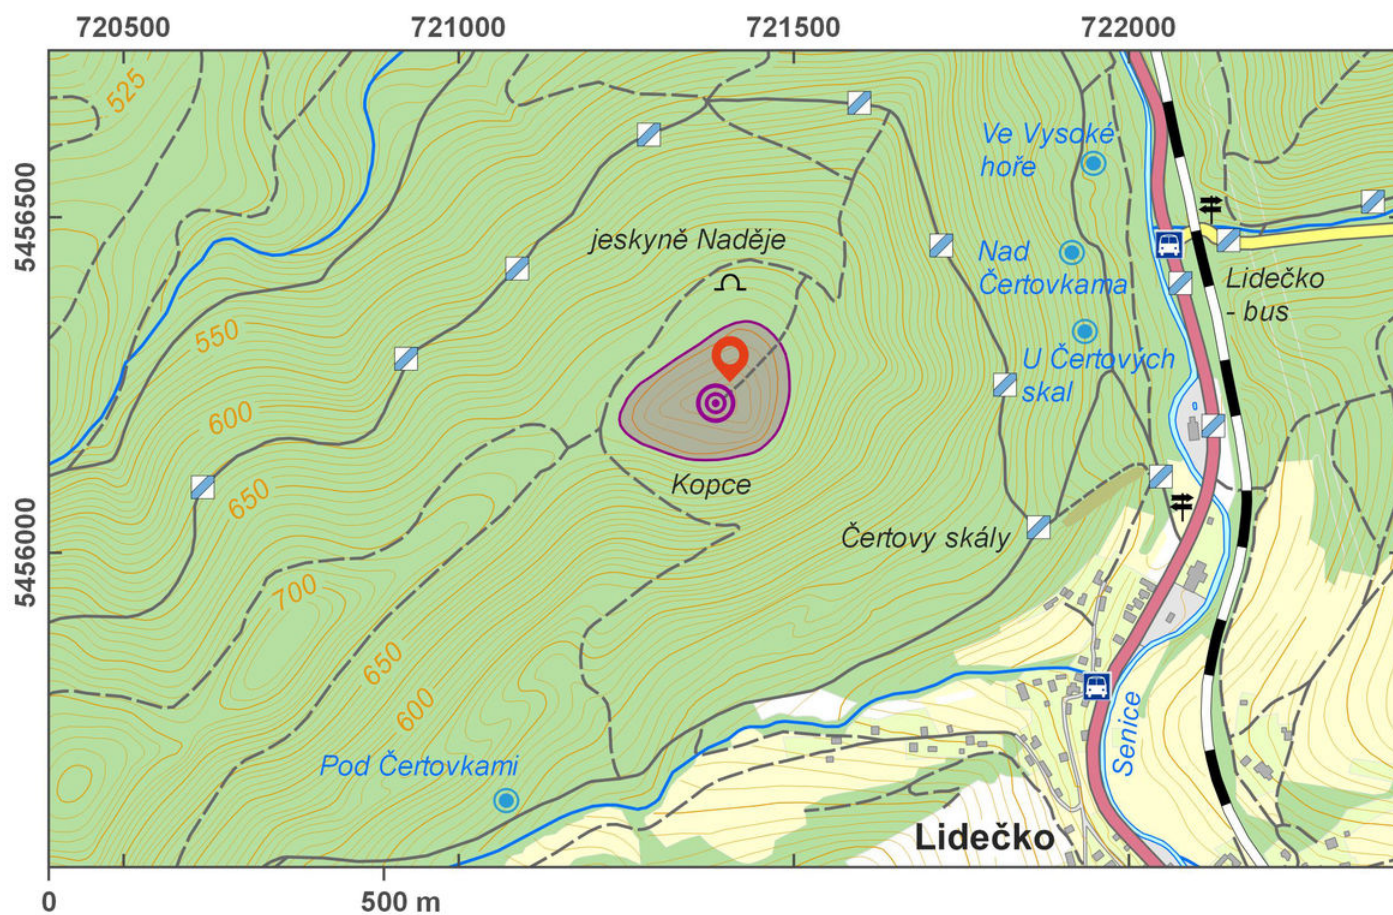 720500
721000
721500
722000
525
Ve Vysoké
hoře
5456500
jeskyně Naděje
Nad
Čertovkama
Lidečko
- bus
550
U Čertových
skal
600
650
Kopce
Čertovy skály
5456000
700
650
600
Senice
Pod Čertovkami
Lidečko
0
500 m